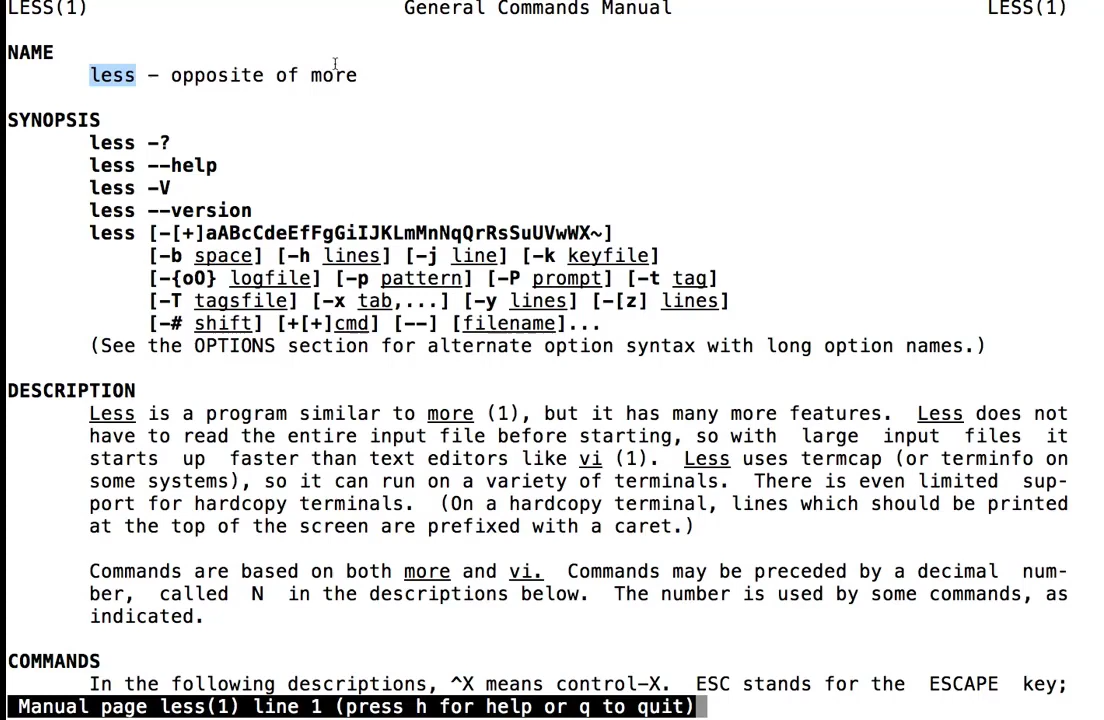 LESS(1) General Commands Manual LESS(1)
NAME
less – opposite of more
SYNOPSIS
less -?
less --help
less -V
less --version
less [-[+]aABcCdeEfFgGiIJKLmMnNqQrRsSuUVwWX~]
[-b space] [-h lines] [-j line] [-k keyfile]
[-{oO} logfile] [-p pattern] [-P prompt] [-t tag]
[-T tagsfile] [-x tab,...] [-y lines] [-[z] lines]
[-# shift] [+[+]cmd] [--] [filename]...
(See the OPTIONS section for alternate option syntax with long option names.)
DESCRIPTION
Less is a program similar to more (1), but it has many more features. Less does not
have to read the entire input file before starting, so with large input files it
starts up faster than text editors like vi (1). Less uses termcap (or terminfo on
some systems), so it can run on a variety of terminals. There is even limited sup-
port for hardcopy terminals. (On a hardcopy terminal, lines which should be printed
at the top of the screen are prefixed with a caret.)
Commands are based on both more and vi. Commands may be preceded by a decimal num-
ber, called N in the descriptions below. The number is used by some commands, as
indicated.
COMMANDS
In the following descriptions, ^X means control-X. ESC stands for the ESCAPE key;
Manual page less(1) line 1 (press h for help or q to quit)